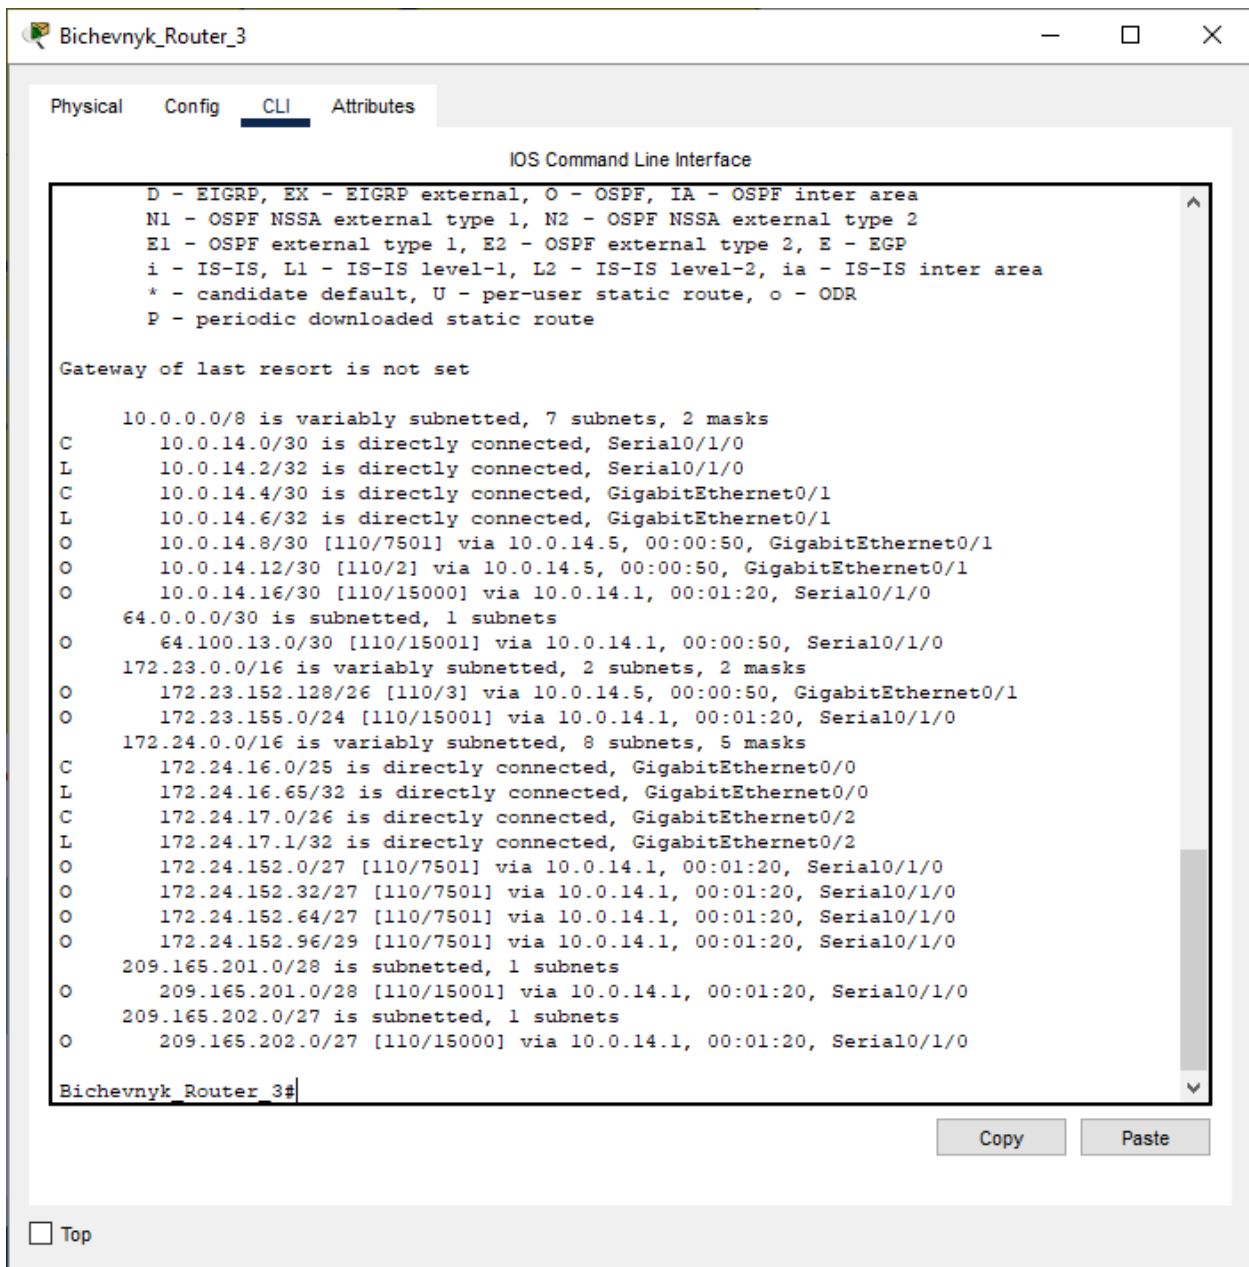 Bichevnyk_Router_3
Physical Config CLI Attributes
IOS Command Line Interface
D - EIGRP, EX - EIGRP external, O - OSPF, IA - OSPF inter area
N1 - OSPF NSSA external type 1, N2 - OSPF NSSA external type 2
E1 - OSPF external type 1, E2 - OSPF external type 2, E - EGP
i - IS-IS, L1 - IS-IS level-1, L2 - IS-IS level-2, ia - IS-IS inter area
* - candidate default, U - per-user static route, o - ODR
P - periodic downloaded static route
Gateway of last resort is not set
10.0.0.0/8 is variably subnetted, 7 subnets, 2 masks
C 10.0.14.0/30 is directly connected, Serial0/1/0
L 10.0.14.2/32 is directly connected, Serial0/1/0
C 10.0.14.4/30 is directly connected, GigabitEthernet0/1
L 10.0.14.6/32 is directly connected, GigabitEthernet0/1
O 10.0.14.8/30 [110/7501] via 10.0.14.5, 00:00:50, GigabitEthernet0/1
O 10.0.14.12/30 [110/2] via 10.0.14.5, 00:00:50, GigabitEthernet0/1
O 10.0.14.16/30 [110/15000] via 10.0.14.1, 00:01:20, Serial0/1/0
64.0.0.0/30 is subnetted, 1 subnets
O 64.100.13.0/30 [110/15001] via 10.0.14.1, 00:00:50, Serial0/1/0
172.23.0.0/16 is variably subnetted, 2 subnets, 2 masks
O 172.23.152.128/26 [110/3] via 10.0.14.5, 00:00:50, GigabitEthernet0/1
O 172.23.155.0/24 [110/15001] via 10.0.14.1, 00:01:20, Serial0/1/0
172.24.0.0/16 is variably subnetted, 8 subnets, 5 masks
C 172.24.16.0/25 is directly connected, GigabitEthernet0/0
L 172.24.16.65/32 is directly connected, GigabitEthernet0/0
C 172.24.17.0/26 is directly connected, GigabitEthernet0/2
L 172.24.17.1/32 is directly connected, GigabitEthernet0/2
O 172.24.152.0/27 [110/7501] via 10.0.14.1, 00:01:20, Serial0/1/0
O 172.24.152.32/27 [110/7501] via 10.0.14.1, 00:01:20, Serial0/1/0
O 172.24.152.64/27 [110/7501] via 10.0.14.1, 00:01:20, Serial0/1/0
O 172.24.152.96/29 [110/7501] via 10.0.14.1, 00:01:20, Serial0/1/0
209.165.201.0/28 is subnetted, 1 subnets
O 209.165.201.0/28 [110/15001] via 10.0.14.1, 00:01:20, Serial0/1/0
209.165.202.0/27 is subnetted, 1 subnets
O 209.165.202.0/27 [110/15000] via 10.0.14.1, 00:01:20, Serial0/1/0
Bichevnyk_Router_3#
Copy Paste
Top